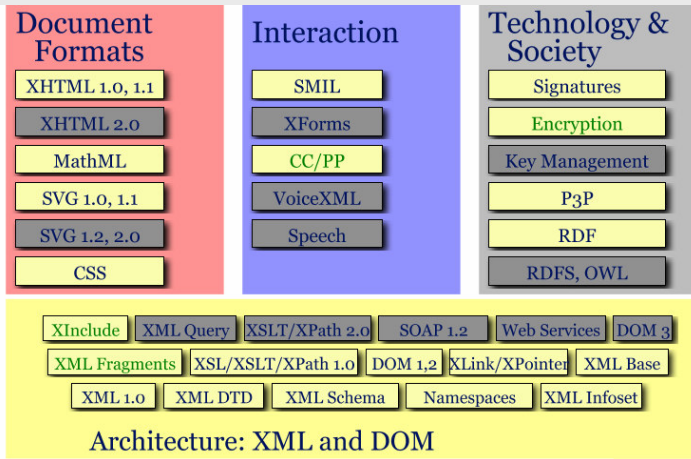 Document
Formats
XHTML 1.0, 1.1
XHTML 2.0
MathML
SVG 1.0, 1.1
SVG 1.2, 2.0
CSS
Interaction
SMIL
XForms
CC/PP
VoiceXML
Speech
Technology &
Society
Signatures
Encryption
Key Management
P3P
RDF
RDFS, OWL
XInclude XML Query XSLT/XPath 2.0 SOAP 1.2 Web Services DOM 3
XML Fragments XSL/XSLT/XPath 1.0 DOM 1,2 XLink/XPointer XML Base
XML 1.0 XML DTD XML Schema Namespaces XML Infoset
Architecture: XML and DOM